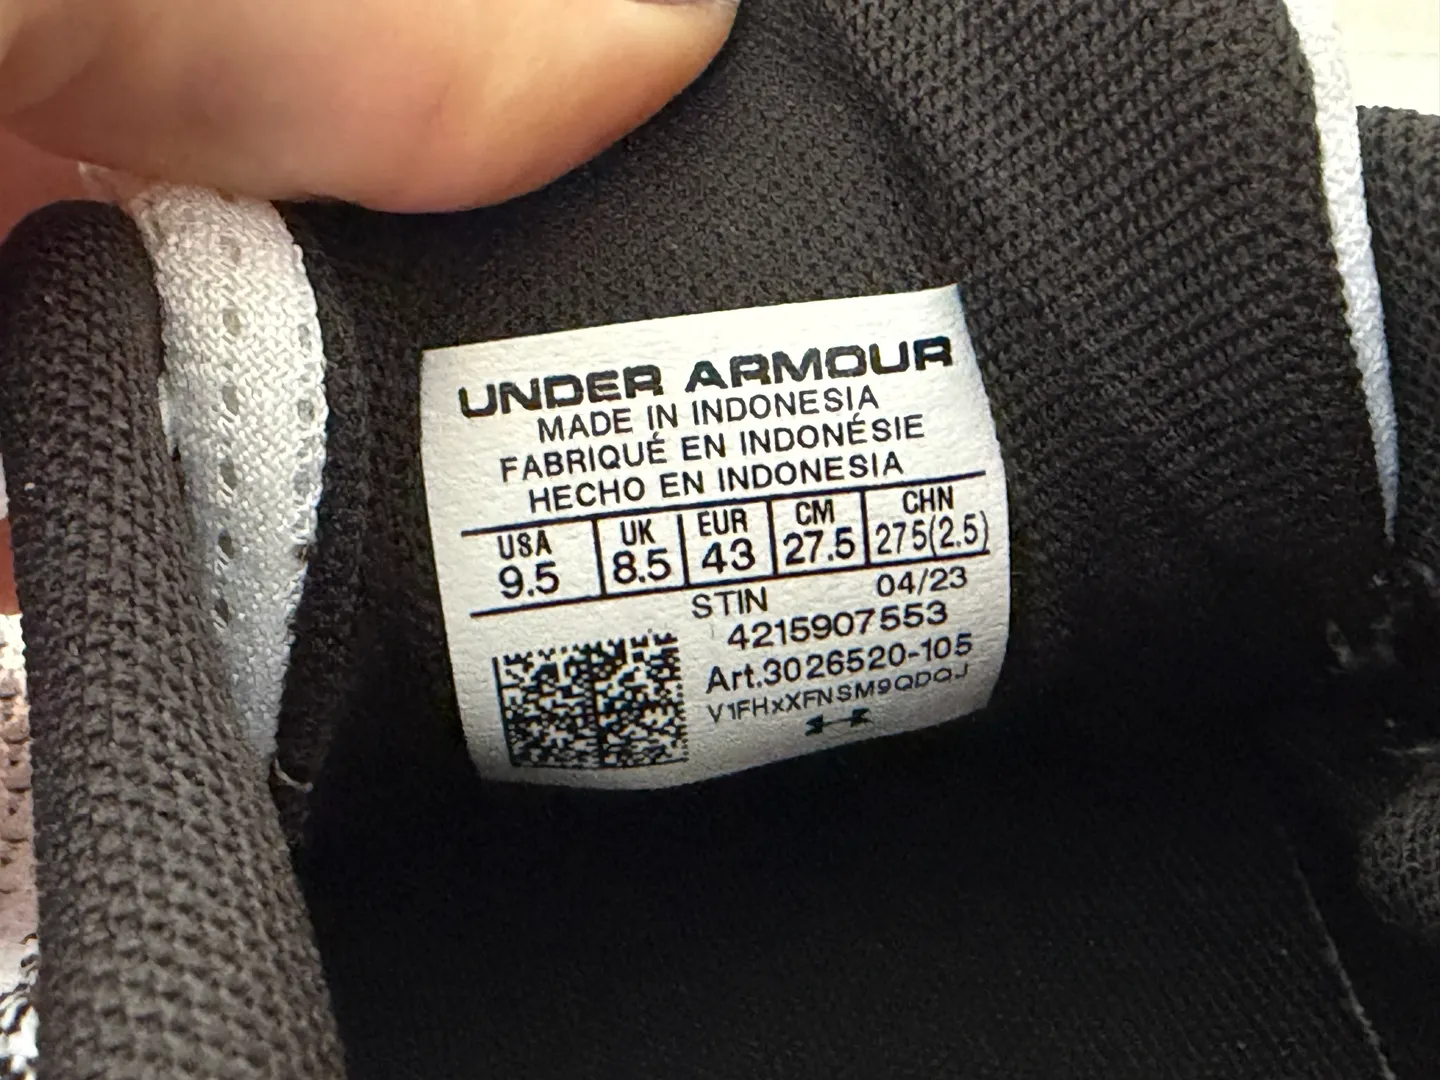 UNDER ARMOUR
MADE IN INDONESIA
FABRIQUÉ EN INDONÉSIE
HECHO EN INDONESIA
USA UK EUR CM CHN
9.5 8.5 43 27.5 275(2.5)
STIN 04/23
4215907553
Art.3026520-105
V1FHxXFNSM9QDQJ